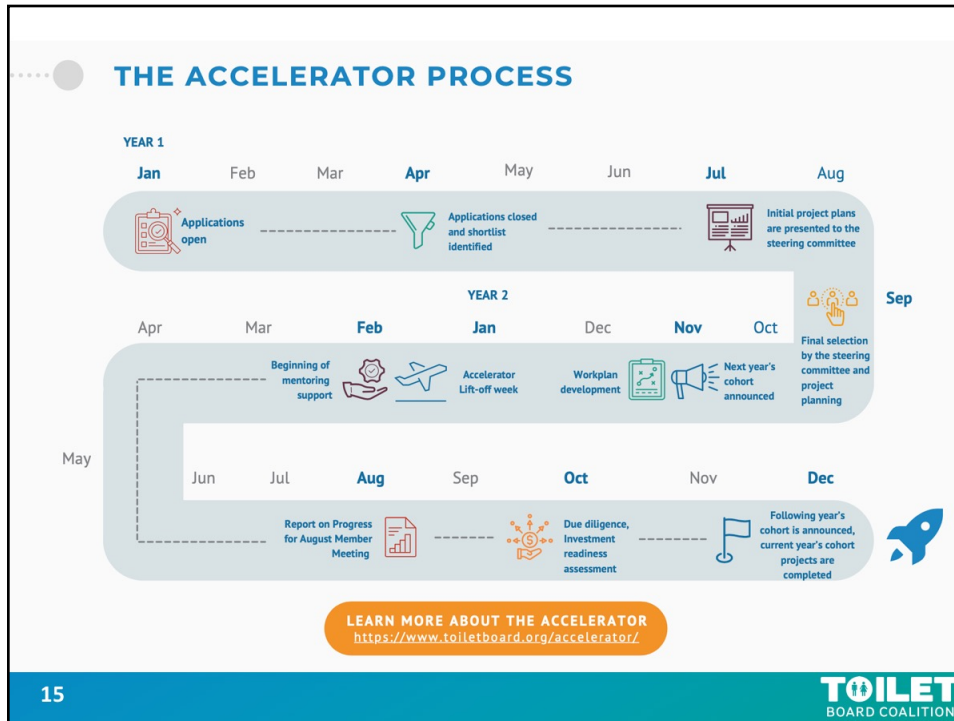 THE ACCELERATOR PROCESS
YEAR 1
Jan Feb Mar Apr May Jun Jul Aug
Applications
open
Applications closed
and shortlist
identified
Initial project plans
are presented to the
steering committee
Sep
Final selection
by the steering
committee and
project
planning
YEAR 2
Apr Mar Feb Jan Dec Nov Oct
Beginning of
mentoring
support
Accelerator
Lift-off week
Workplan
development
Next year's
cohort
announced
May
Jun Jul Aug Sep Oct Nov Dec
Report on Progress
for August Member
Meeting
$
Due diligence,
Investment
readiness
assessment
Following year's
cohort is announced,
current year's cohort
projects are
completed
LEARN MORE ABOUT THE ACCELERATOR
https://www.toiletboard.org/accelerator/
15
TOILET
BOARD COALITION